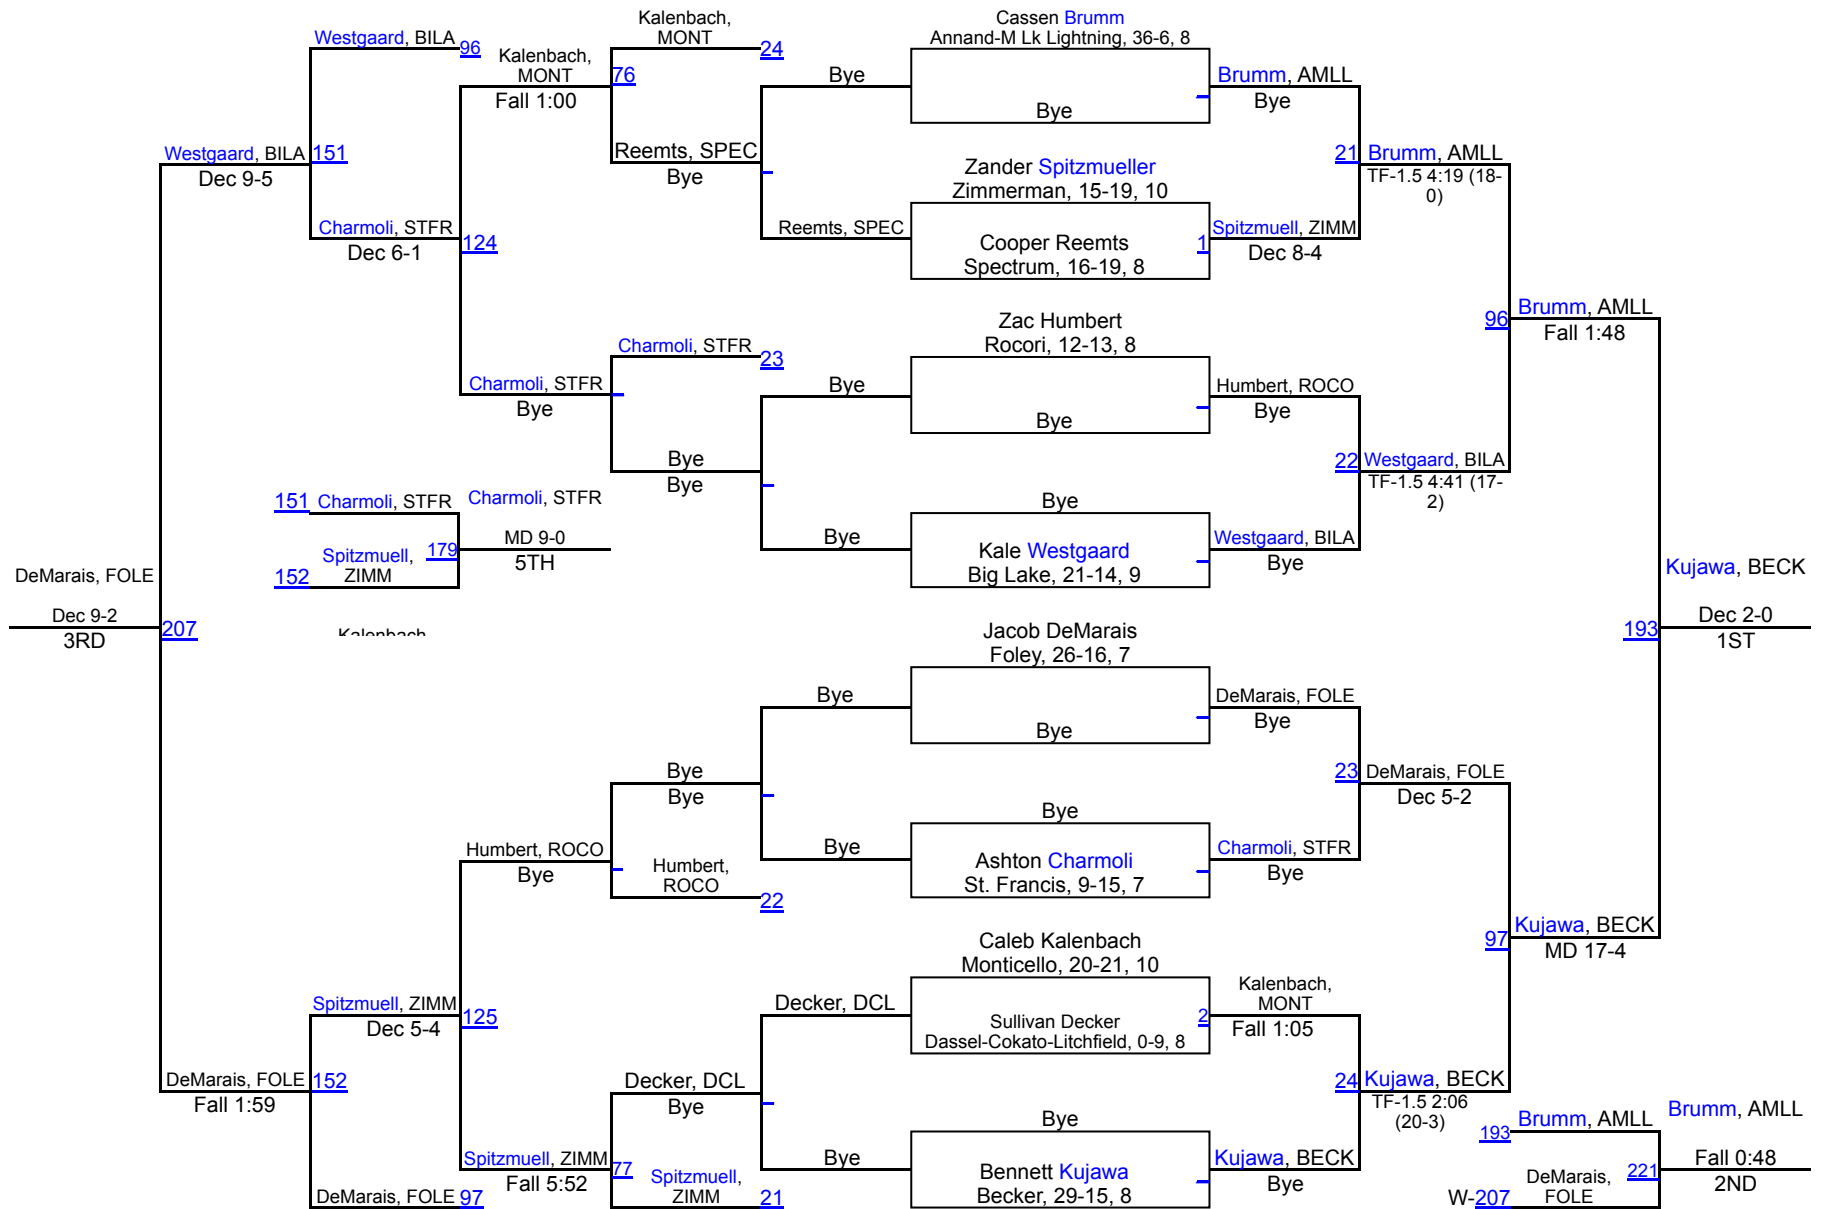 Westgaard, BILA
96
Kalenbach,
MONT
Fall 1:00
Kalenbach,
MONT
24
76
Bye
Cassen Brumm
Annand-M Lk Lightning, 36-6, 8
Bye
Brumm, AMLL
Bye
Westgaard, BILA
151
Dec 9-5
Reemts, SPEC
Bye
Zander Spitzmueller
Zimmerman, 15-19, 10
21
Brumm, AMLL
TF-1.5 4:19 (18-
0)
Charmoli, STFR
124
Dec 6-1
Reemts, SPEC
Cooper Reemts
Spectrum, 16-19, 8
1
Spitzmuell, ZIMM
Dec 8-4
96
Brumm, AMLL
Fall 1:48
Zac Humbert
Rocori, 12-13, 8
Charmoli, STFR
23
Charmoli, STFR
Bye
Bye
Bye
Humbert, ROCO
Bye
Bye
Bye
22
Westgaard, BILA
TF-1.5 4:41 (17-
2)
151
Charmoli, STFR
Charmoli, STFR
Spitzmuell,
ZIMM
152
179
MD 9-0
5TH
Bye
Bye
Kale Westgaard
Big Lake, 21-14, 9
Westgaard, BILA
Bye
DeMarais, FOLE
Dec 9-2
3RD
207
Kalenbach
Kujawa, BECK
193
Dec 2-0
1ST
Jacob DeMarais
Foley, 26-16, 7
Bye
Bye
DeMarais, FOLE
Bye
Bye
Bye
23
DeMarais, FOLE
Dec 5-2
Humbert, ROCO
Bye
Humbert,
ROCO
22
Bye
Bye
Ashton Charmoli
St. Francis, 9-15, 7
Charmoli, STFR
Bye
97
Kujawa, BECK
MD 17-4
Caleb Kalenbach
Monticello, 20-21, 10
Spitzmuell, ZIMM
125
Dec 5-4
Decker, DCL
Sullivan Decker
Dassel-Cokato-Litchfield, 0-9, 8
2
Kalenbach,
MONT
Fall 1:05
DeMarais, FOLE
152
Fall 1:59
Decker, DCL
Bye
24
Kujawa, BECK
TF-1.5 2:06
(20-3)
Spitzmuell, ZIMM
77
Fall 5:52
Spitzmuell,
ZIMM
21
DeMarais, FOLE
97
Bye
Bye
Bennett Kujawa
Becker, 29-15, 8
Kujawa, BECK
Bye
193
Brumm, AMLL
Brumm, AMLL
W-207
DeMarais,
FOLE
221
Fall 0:48
2ND